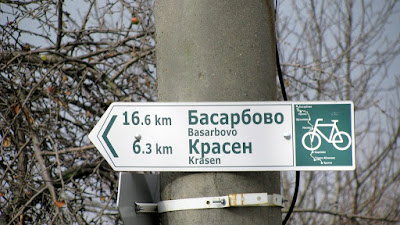 16.6 km Басарбово
Basarbovo
6.3 km Красен
Krasen